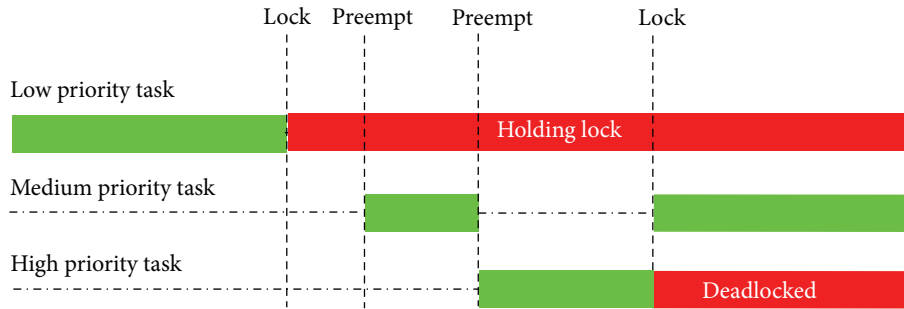 Lock Preempt Preempt Lock
Low priority task
Holding lock
Medium priority task
High priority task
Deadlocked